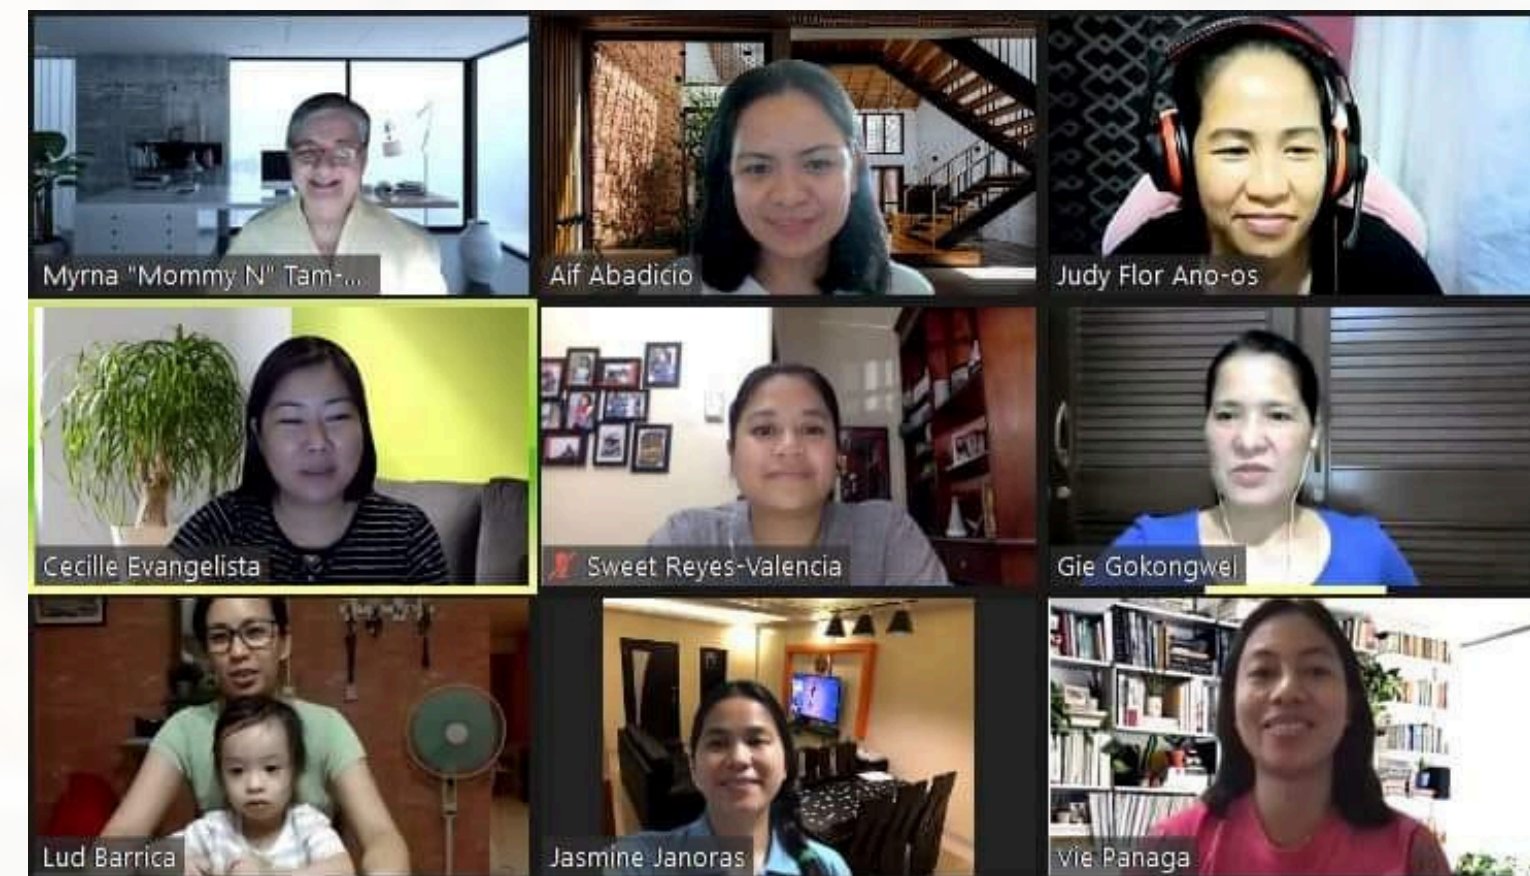 Myrna "Mommy N" Tam-...
Aif Abadicio
Judy Flor Ano-os
Cecille Evangelista
Sweet Reyes-Valencia
Gie Gokongwei
Lud Barrica
Jasmine Janoras
Vie Panaga